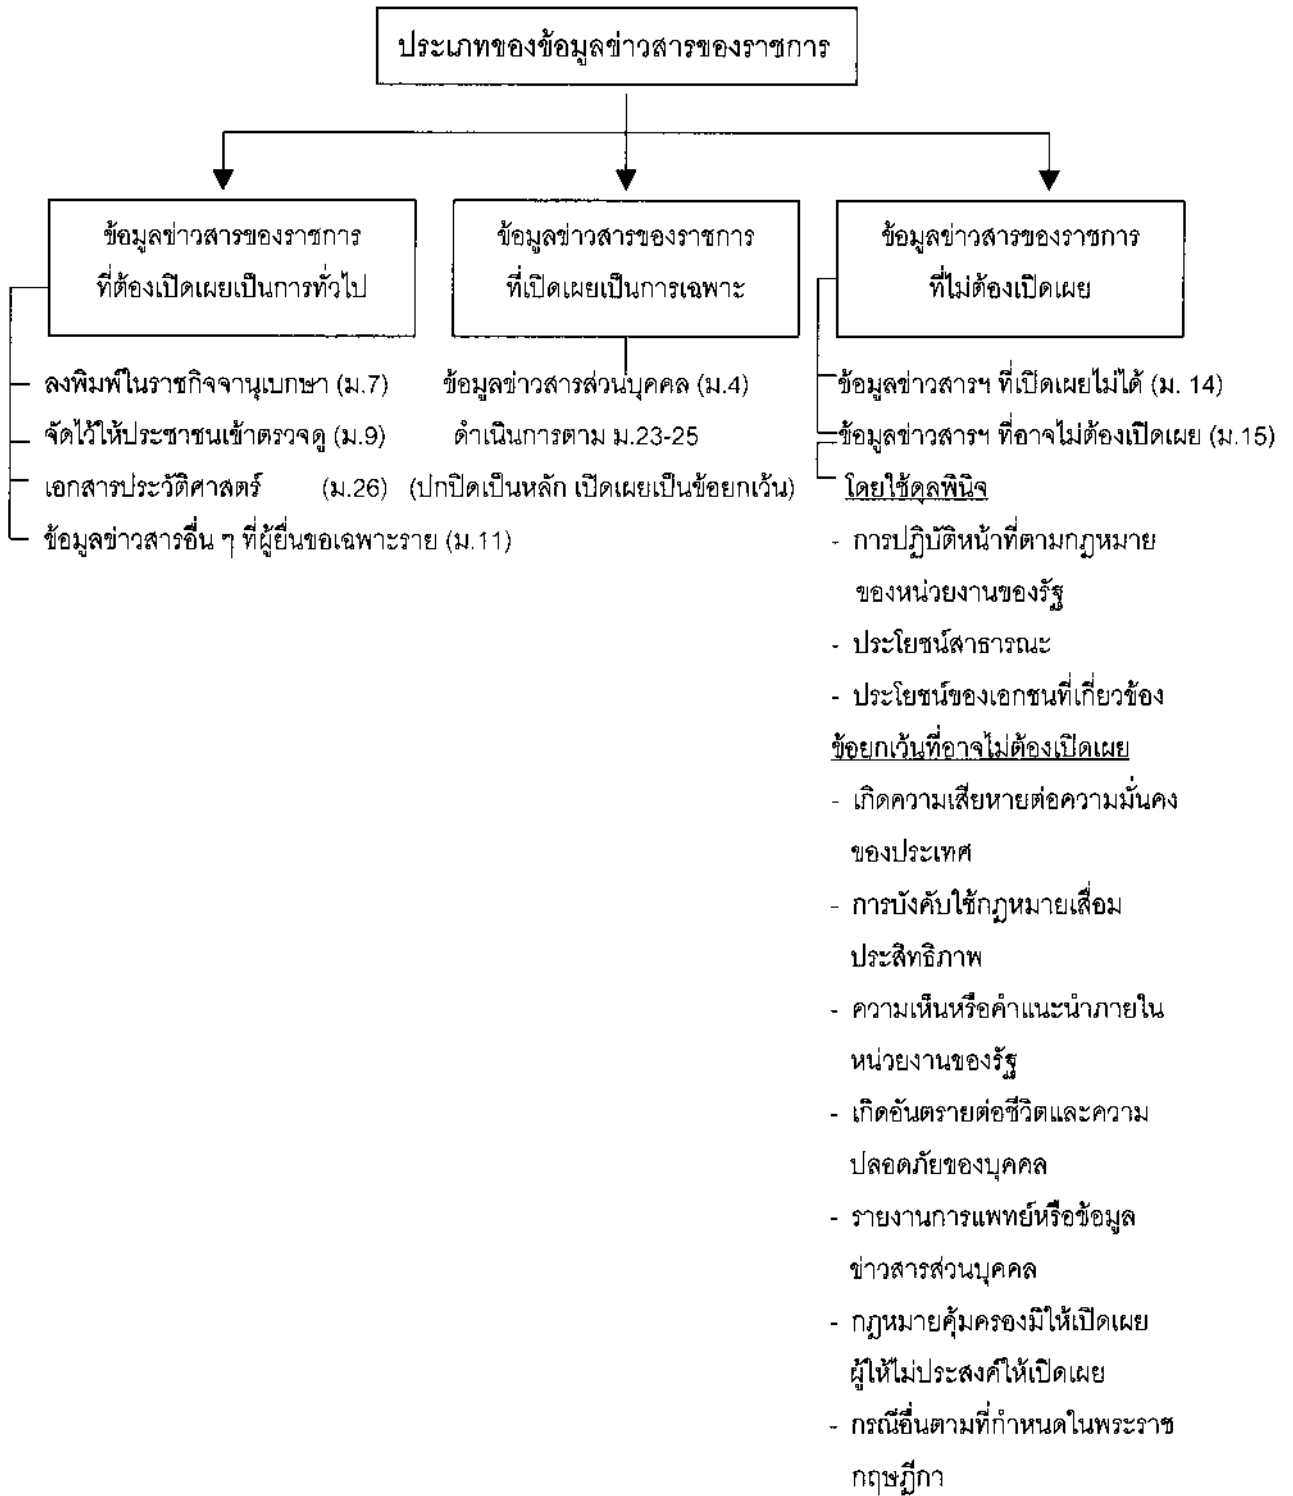 ประเภทของข้อมูลข่าวสารของราชการ
ข้อมูลข่าวสารของราชการ
ที่ต้องเปิดเผยเป็นการทั่วไป
ลงพิมพ์ในราชกิจจานุเบกษา (ม.7)
จัดไว้ให้ประชาชนเข้าตรวจดู (ม.9)
เอกสารประวัติศาสตร์ (ม.26)
ข้อมูลข่าวสารอื่น ๆ ที่ผู้ยื่นขอเฉพาะราย (ม.11)
ข้อมูลข่าวสารของราชการ
ที่เปิดเผยเป็นการเฉพาะ
ข้อมูลข่าวสารส่วนบุคคล (ม.4)
ดำเนินการตาม ม.23-25
(ปกปิดเป็นหลัก เปิดเผยเป็นข้อยกเว้น)
ข้อมูลข่าวสารของราชการ
ที่ไม่ต้องเปิดเผย
ข้อมูลข่าวสารฯ ที่เปิดเผยไม่ได้ (ม. 14)
ข้อมูลข่าวสารฯ ที่อาจไม่ต้องเปิดเผย (ม.15)
โดยใช้ดุลพินิจ
- การปฏิบัติหน้าที่ตามกฎหมาย
ของหน่วยงานของรัฐ
- ประโยชน์สาธารณะ
- ประโยชน์ของเอกชนที่เกี่ยวข้อง
ข้อยกเว้นที่อาจไม่ต้องเปิดเผย
- เกิดความเสียหายต่อความมั่นคง
ของประเทศ
- การบังคับใช้กฎหมายเสื่อม
ประสิทธิภาพ
- ความเห็นหรือคำแนะนำภายใน
หน่วยงานของรัฐ
- เกิดอันตรายต่อชีวิตและความ
ปลอดภัยของบุคคล
- รายงานการแพทย์หรือข้อมูล
ข่าวสารส่วนบุคคล
- กฎหมายคุ้มครองมิให้เปิดเผย
ผู้ให้ไม่ประสงค์ให้เปิดเผย
- กรณีอื่นตามที่กำหนดในพระราช
กฤษฎีกา